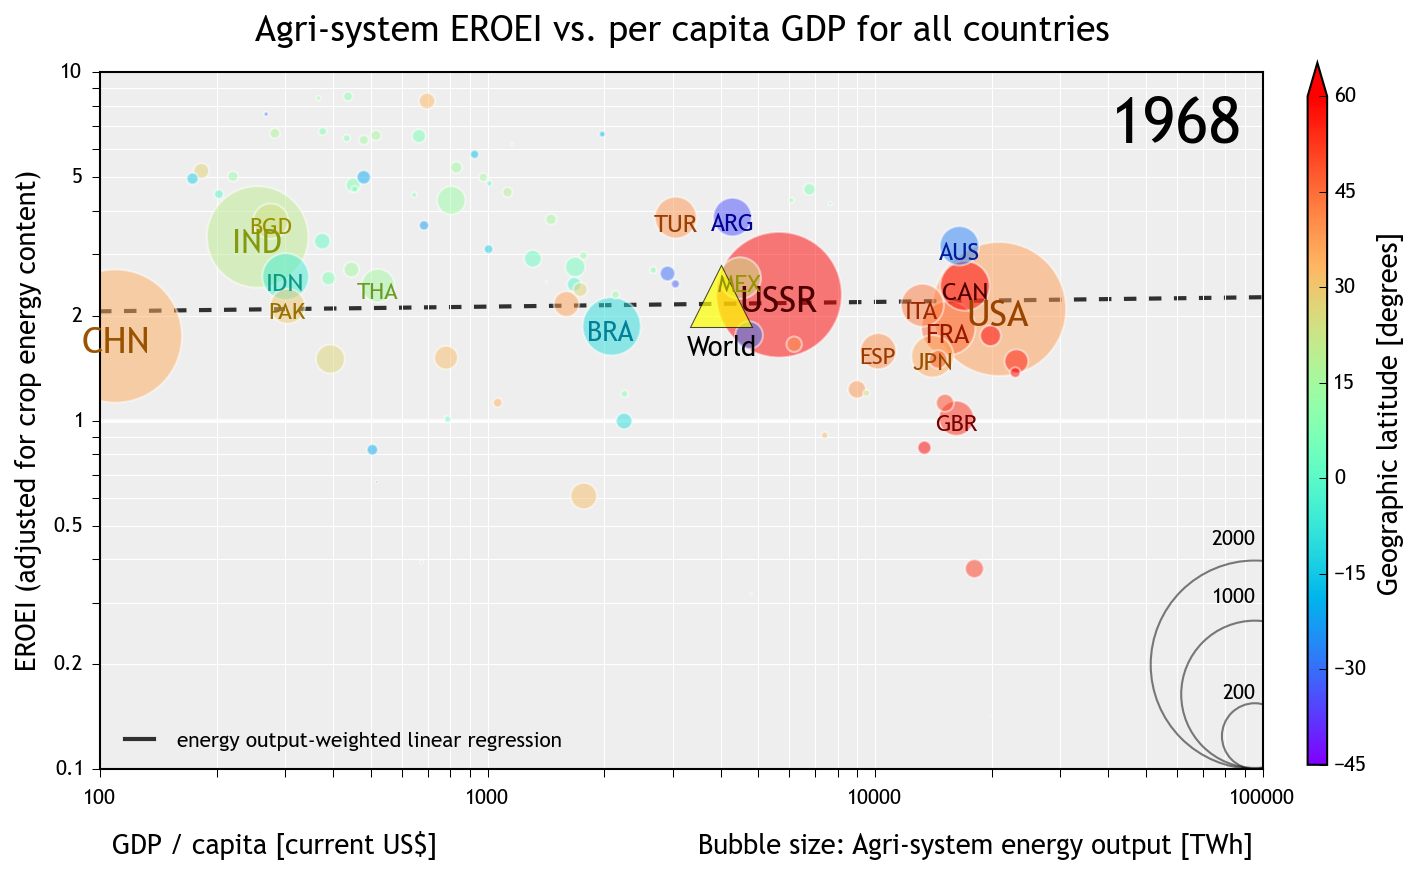 Agri-system EROEI vs. per capita GDP for all countries
1968
EROEI (adjusted for crop energy content)
10
5
2
1
0.5
0.2
0.1
BGD
IND
IDN
PAK
CHN
THA
TUR
ARG
MEX
USSR
BRA
World
AUS
CAN
ITA
USA
FRA
ESP
JPN
GBR
2000
1000
200
energy output-weighted linear regression
100
1000
10000
100000
GDP / capita [current US$]
Bubble size: Agri-system energy output [TWh]
60
45
30
15
0
−15
−30
−45
Geographic latitude [degrees]